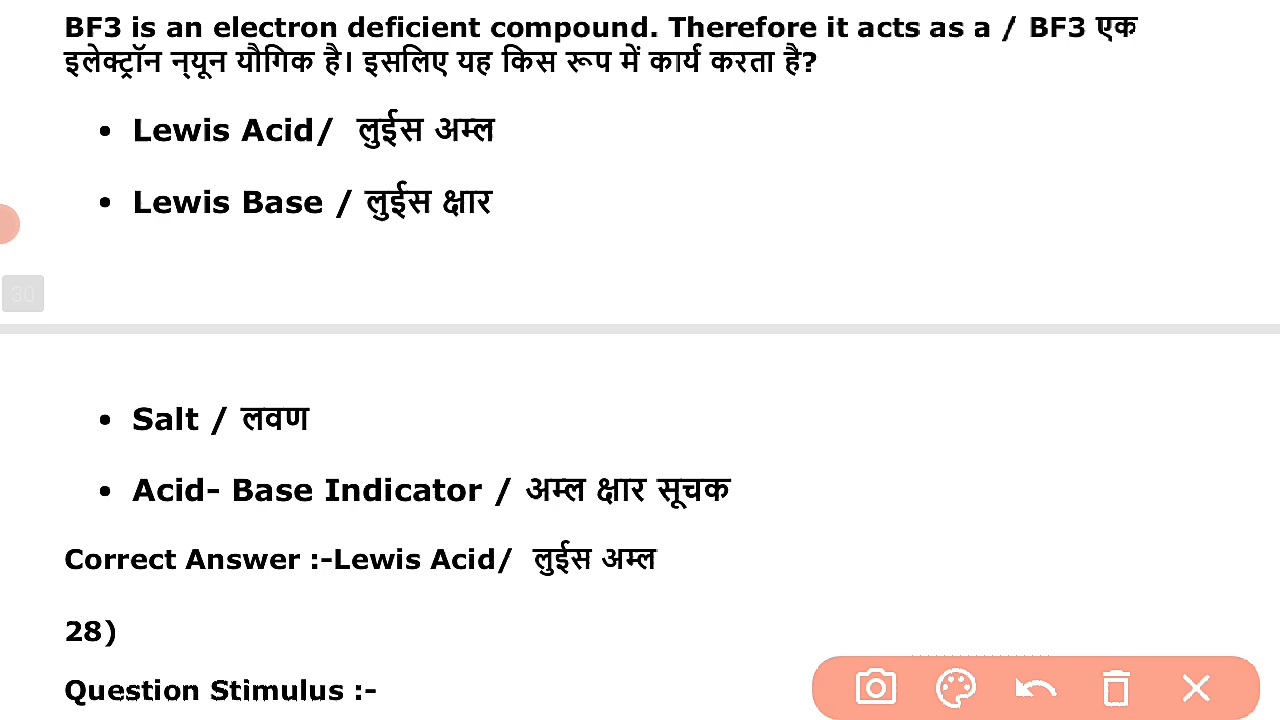 BF3 is an electron deficient compound. Therefore it acts as a / BF3 एक
इलेक्ट्रॉन न्यून यौगिक है। इसलिए यह किस रूप में कार्य करता है?
• Lewis Acid/ लुईस अम्ल
• Lewis Base / लुईस क्षार
30
• Salt / लवण
• Acid- Base Indicator / अम्ल क्षार सूचक
Correct Answer :-Lewis Acid/ लुईस अम्ल
28)
Question Stimulus :-